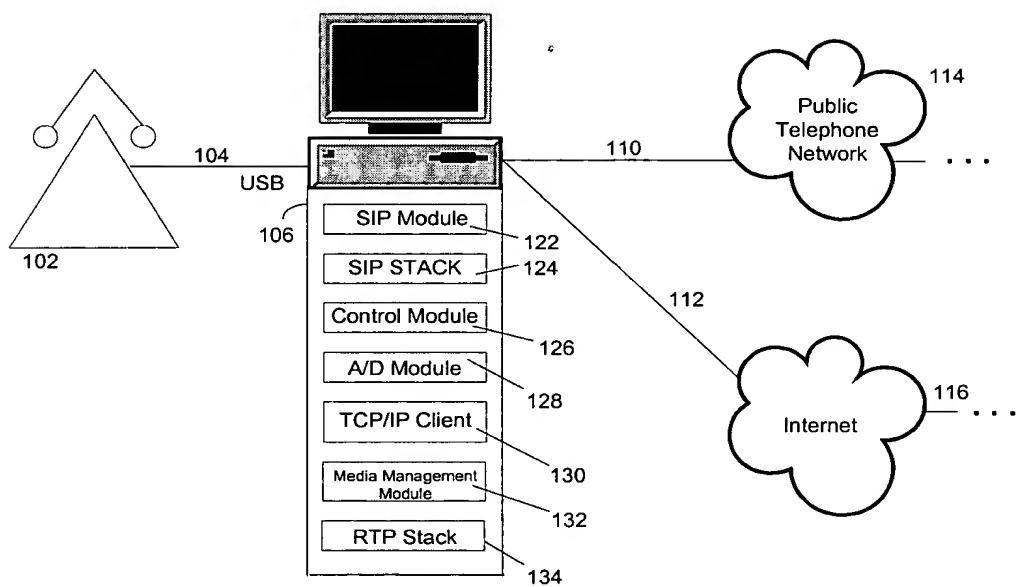 104
USB
102
106
SIP Module
122
SIP STACK
124
Control Module
126
A/D Module
128
TCP/IP Client
130
Media Management
Module
132
RTP Stack
134
110
Public
Telephone
Network
114
112
Internet
116